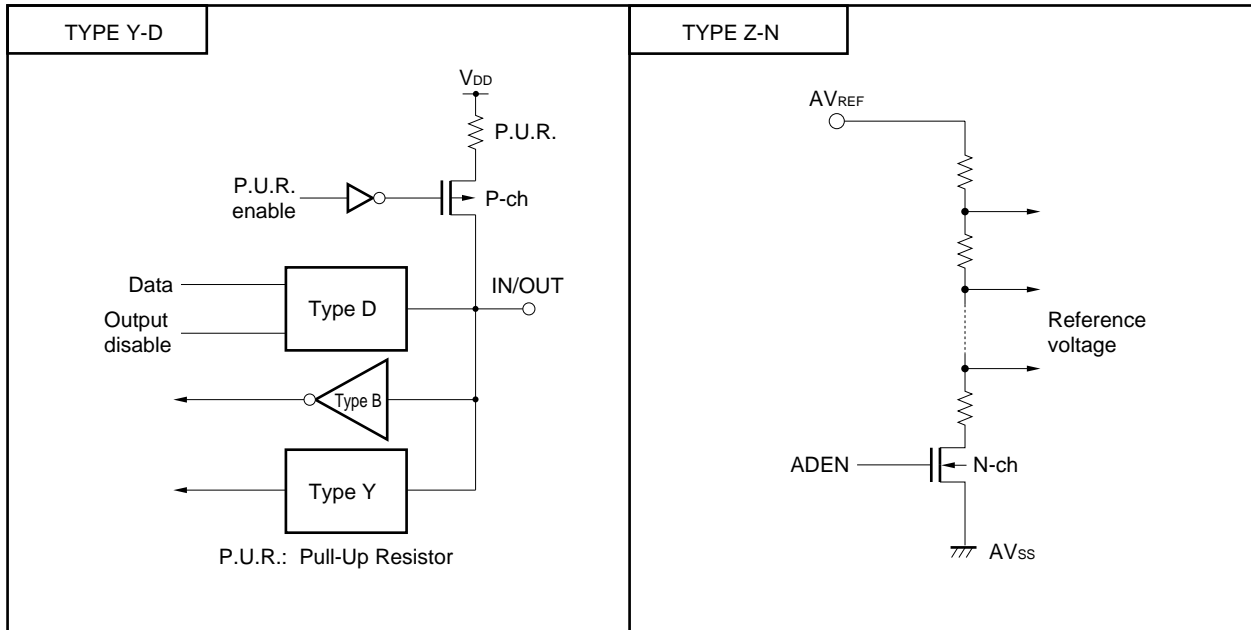 TYPE Y-D
VDD
P.U.R.
P.U.R.
enable
P-ch
Data
Type D
IN/OUT
Output
disable
Type B
Type Y
P.U.R.: Pull-Up Resistor
TYPE Z-N
AVREF
Reference
voltage
ADEN
N-ch
AVSS